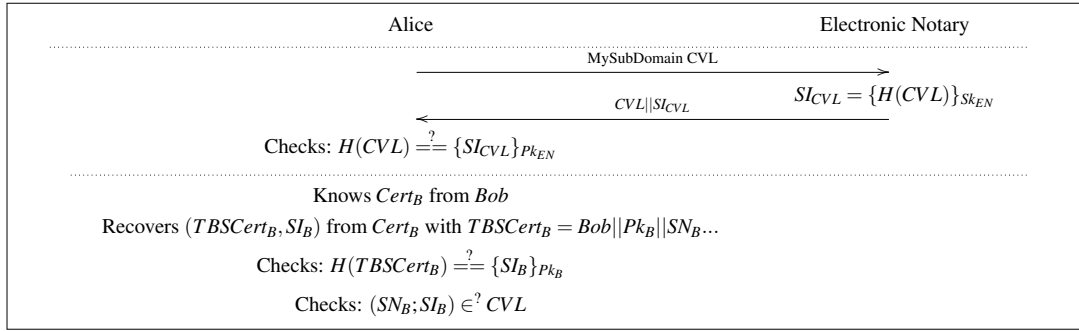 Alice Electronic Notary
MySubDomain CVL
SI_CVL = {H(CVL)}_Sk_EN
CVL||SI_CVL
Checks: H(CVL) =?= {SI_CVL}_Pk_EN
Knows Cert_B from Bob
Recovers (TBSCert_B, SI_B) from Cert_B with TBSCert_B = Bob||Pk_B||SN_B...
Checks: H(TBSCert_B) =?= {SI_B}_Pk_B
Checks: (SN_B; SI_B) ∈? CVL